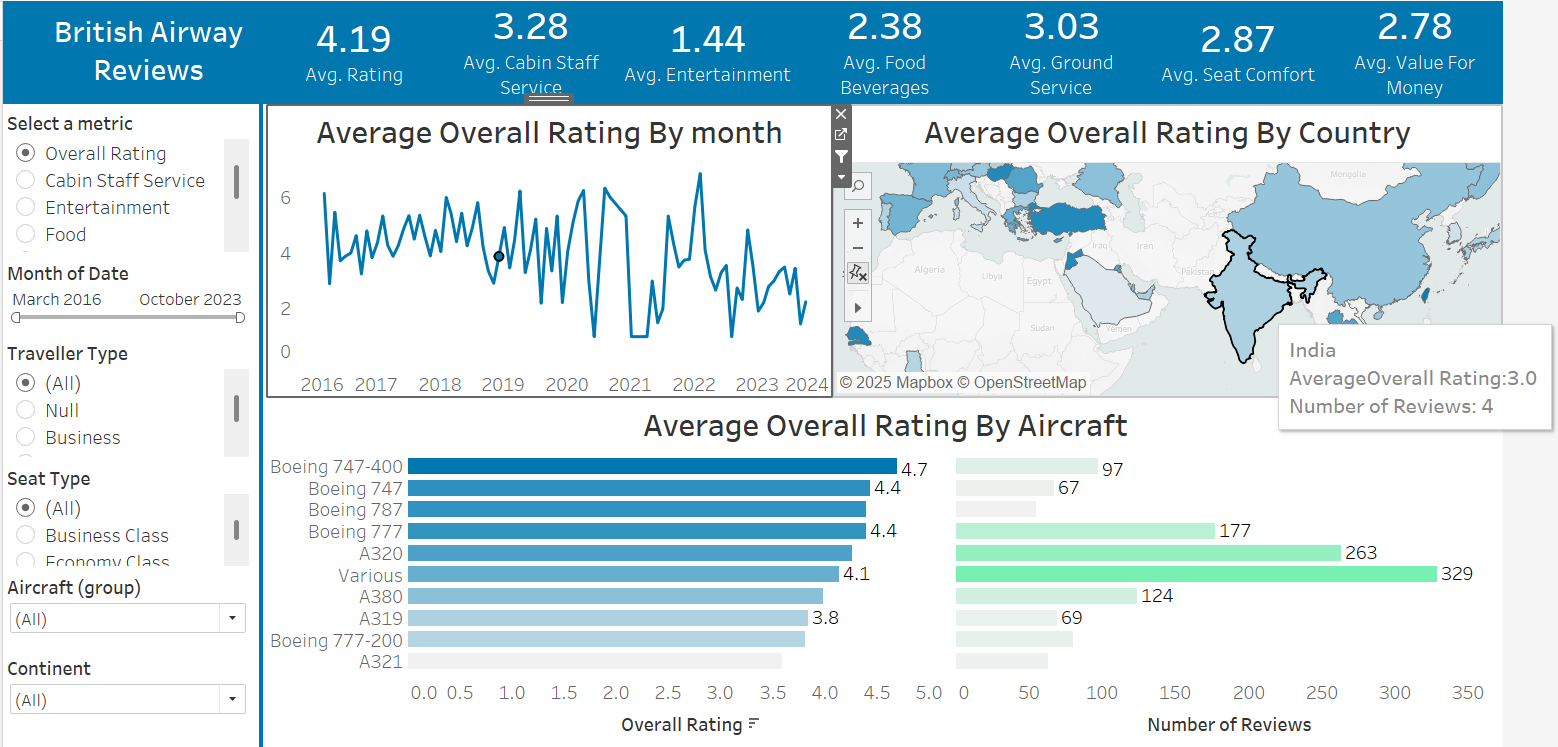 British Airway
Reviews
4.19
Avg. Rating
3.28
Avg. Cabin Staff
Service
1.44
Avg. Entertainment
2.38
Avg. Food
Beverages
3.03
Avg. Ground
Service
2.87
Avg. Seat Comfort
2.78
Avg. Value For
Money
Select a metric
Overall Rating
Cabin Staff Service
Entertainment
Food
Month of Date
March 2016 October 2023
Traveller Type
(All)
Null
Business
Seat Type
(All)
Business Class
Economy Class
Aircraft (group)
(All)
Continent
(All)
Average Overall Rating By month
6
4
2
0
2016 2017 2018 2019 2020 2021 2022 2023 2024
Average Overall Rating By Country
Mongolia
Iraq
Iran
Pakistan
Algeria
Libya
Egypt
Sudan
Yemen
© 2025 Mapbox © OpenStreetMap
India
AverageOverall Rating:3.0
Number of Reviews: 4
Average Overall Rating By Aircraft
Boeing 747-400 4.7 97
Boeing 747 4.4 67
Boeing 787
Boeing 777 4.4 177
A320 263
Various 4.1 329
A380 124
A319 3.8 69
Boeing 777-200
A321
0.0 0.5 1.0 1.5 2.0 2.5 3.0 3.5 4.0 4.5 5.0
0 50 100 150 200 250 300 350
Overall Rating
Number of Reviews